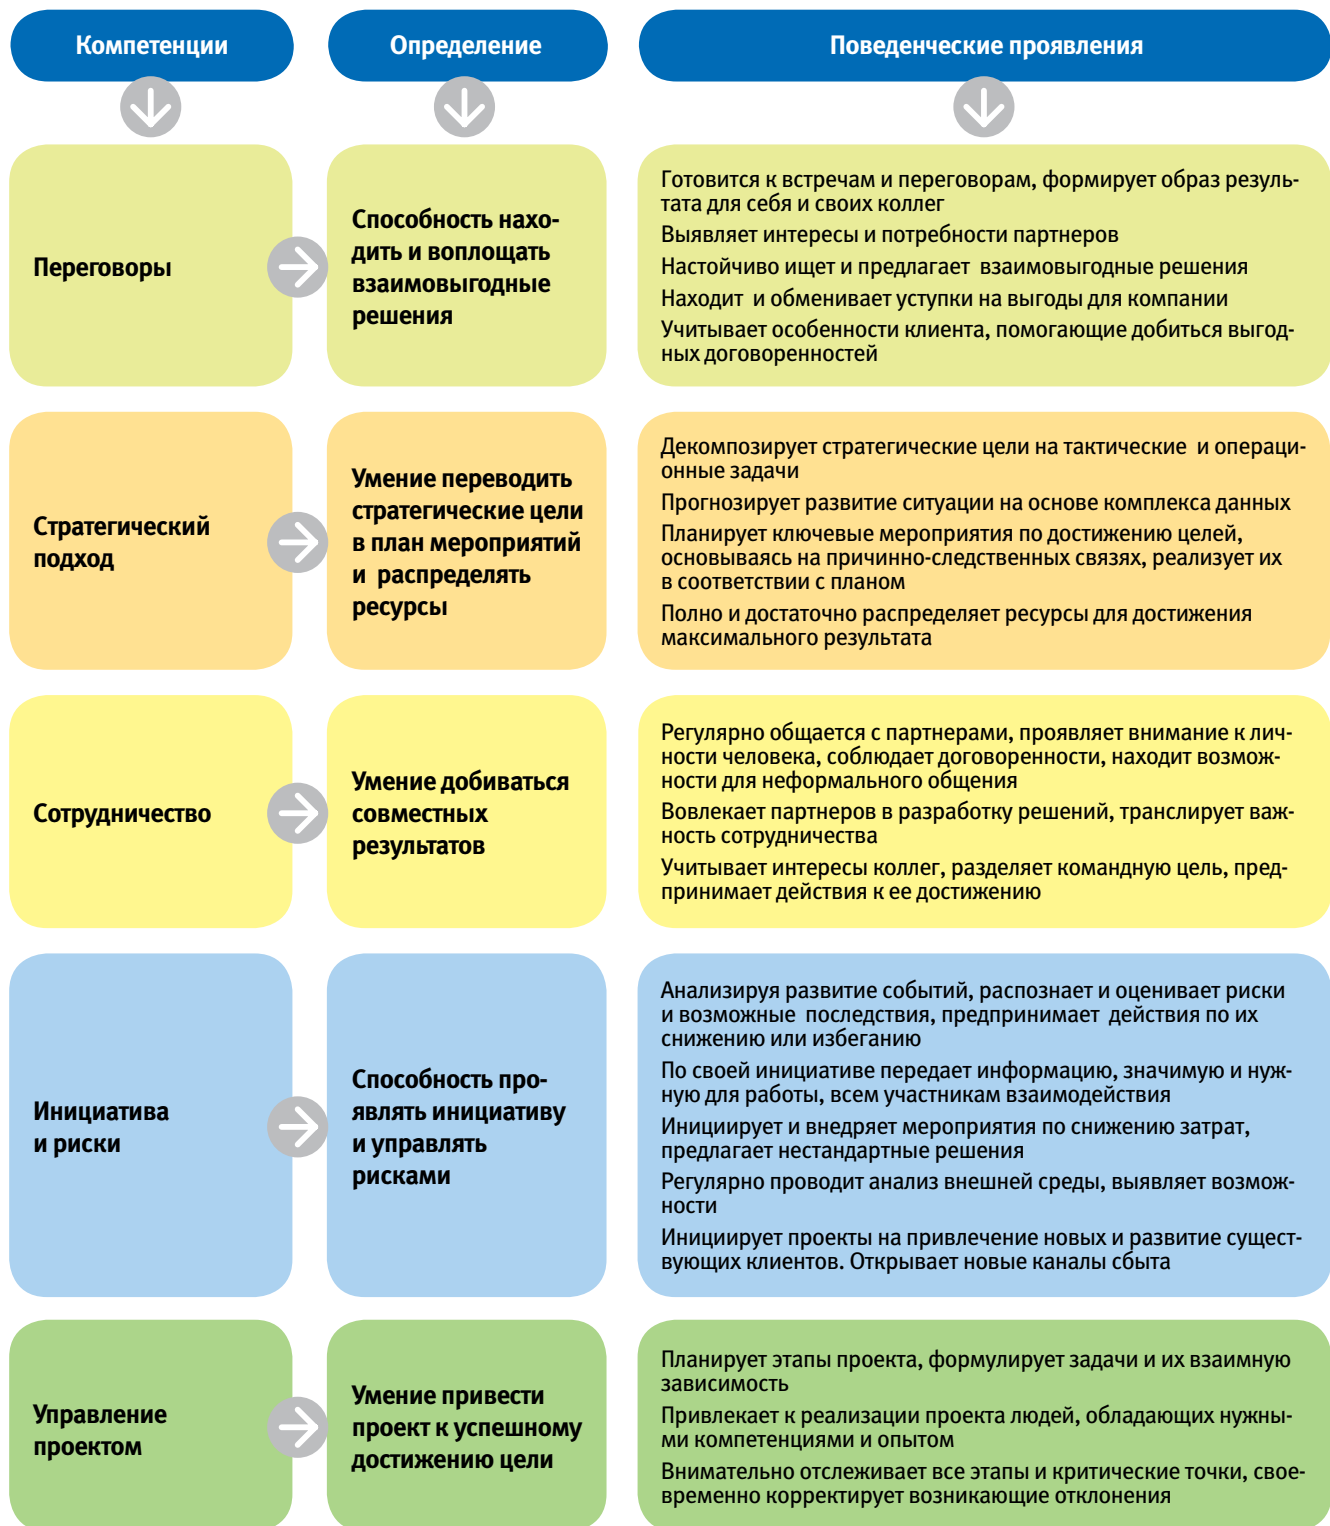 Компетенции
Определение
Поведенческие проявления
Переговоры
Способность нахо-
дить и воплощать
взаимовыгодные
решения
Готовится к встречам и переговорам, формирует образ резуль-
тата для себя и своих коллег
Выявляет интересы и потребности партнеров
Настойчиво ищет и предлагает взаимовыгодные решения
Находит и обменивает уступки на выгоды для компании
Учитывает особенности клиента, помогающие добиться выгод-
ных договоренностей
Стратегический
подход
Умение переводить
стратегические цели
в план мероприятий
и распределять
ресурсы
Декомпозирует стратегические цели на тактические и операци-
онные задачи
Прогнозирует развитие ситуации на основе комплекса данных
Планирует ключевые мероприятия по достижению целей,
основываясь на причинно-следственных связях, реализует их
в соответствии с планом
Полно и достаточно распределяет ресурсы для достижения
максимального результата
Сотрудничество
Умение добиваться
совместных
результатов
Регулярно общается с партнерами, проявляет внимание к лич-
ности человека, соблюдает договоренности, находит возмож-
ности для неформального общения
Вовлекает партнеров в разработку решений, транслирует важ-
ность сотрудничества
Учитывает интересы коллег, разделяет командную цель, пред-
принимает действия к ее достижению
Инициатива
и риски
Способность про-
являть инициативу
и управлять
рисками
Анализируя развитие событий, распознает и оценивает риски
и возможные последствия, предпринимает действия по их
снижению или избеганию
По своей инициативе передает информацию, значимую и нуж-
ную для работы, всем участникам взаимодействия
Инициирует и внедряет мероприятия по снижению затрат,
предлагает нестандартные решения
Регулярно проводит анализ внешней среды, выявляет возмож-
ности
Инициирует проекты на привлечение новых и развитие сущест-
вующих клиентов. Открывает новые каналы сбыта
Управление
проектом
Умение привести
проект к успешному
достижению цели
Планирует этапы проекта, формулирует задачи и их взаимную
зависимость
Привлекает к реализации проекта людей, обладающих нужны-
ми компетенциями и опытом
Внимательно отслеживает все этапы и критические точки, свое-
временно корректирует возникающие отклонения